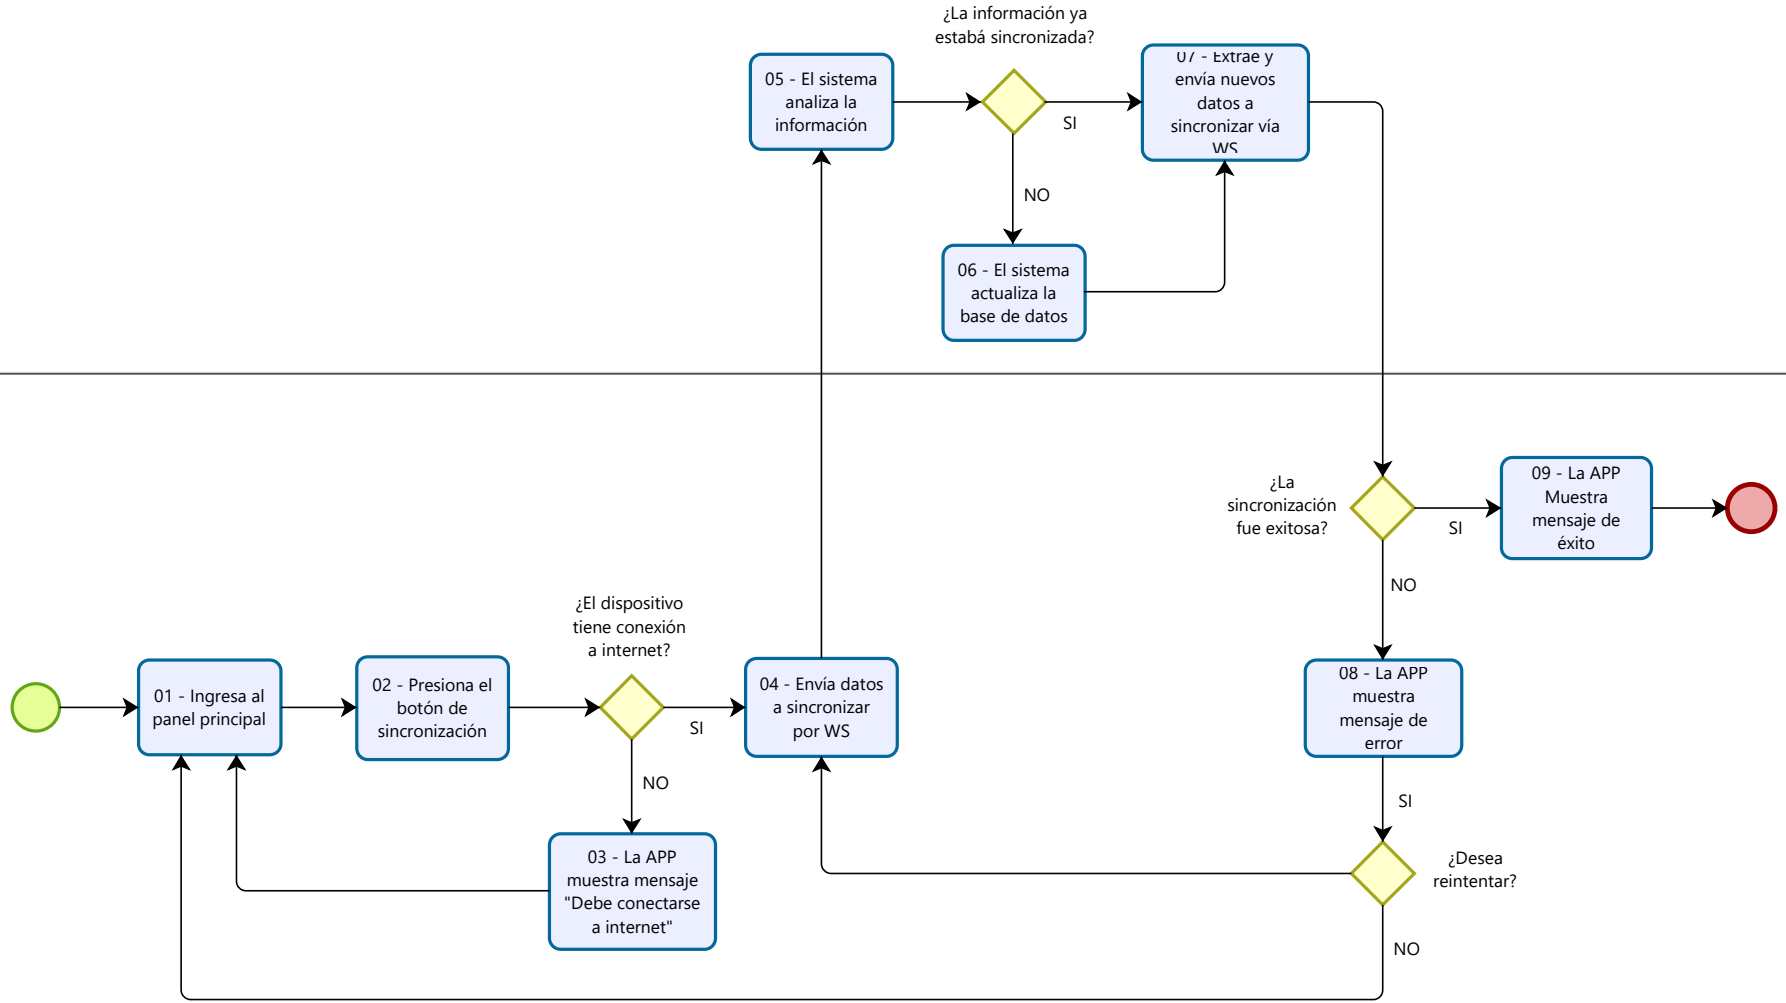 ¿La información ya
estabá sincronizada?
05 - El sistema
analiza la
información
SI
07 - Extrae y
envía nuevos
datos a
sincronizar vía
WS
NO
06 - El sistema
actualiza la
base de datos
¿La
sincronización
fue exitosa?
SI
09 - La APP
Muestra
mensaje de
éxito
NO
¿El dispositivo
tiene conexión
a internet?
01 - Ingresa al
panel principal
02 - Presiona el
botón de
sincronización
SI
04 - Envía datos
a sincronizar
por WS
08 - La APP
muestra
mensaje de
error
NO
SI
03 - La APP
muestra mensaje
"Debe conectarse
a internet"
¿Desea
reintentar?
NO